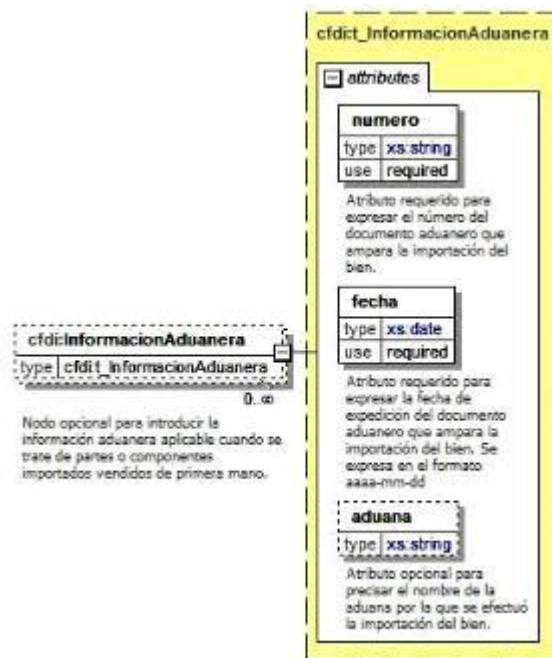 cfdi:t_InformacionAduanera
attributes
numero
type xs:string
use required
Atributo requerido para
expresar el número del
documento aduanero que
ampara la importación del
bien.
fecha
type xs:date
use required
Atributo requerido para
expresar la fecha de
expedición del documento
aduanero que ampara la
importación del bien. Se
expresa en el formato
aaaa-mm-dd
aduana
type xs:string
Atributo opcional para
precisar el nombre de la
aduana por la que se efectuó
la importación del bien.
cfdi:InformacionAduanera
type cfdi:t_InformacionAduanera
0..∞
Nodo opcional para introducir la
información aduanera aplicable cuando se
trate de partes o componentes
importados vendidos de primera mano.